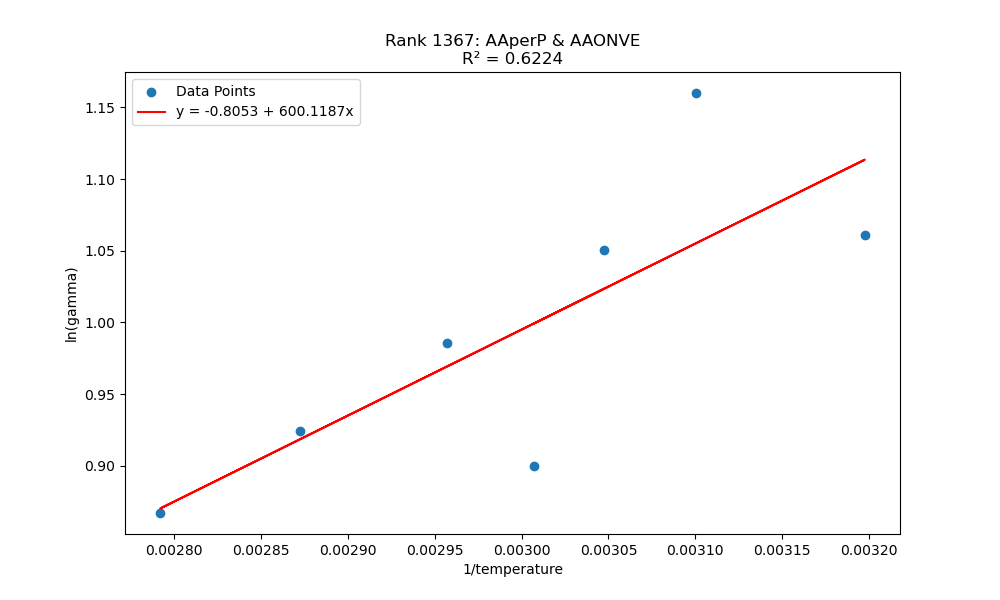 Rank 1367: AAperP & AAONVE
R² = 0.6224
Data Points
y = -0.8053 + 600.1187x
1.15
1.10
1.05
1.00
0.95
0.90
ln(gamma)
0.00280 0.00285 0.00290 0.00295 0.00300 0.00305 0.00310 0.00315 0.00320
1/temperature